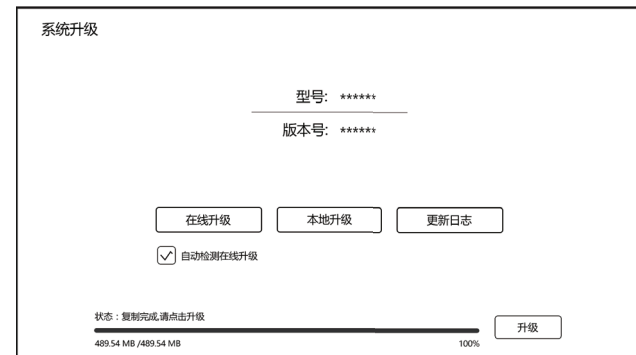 系统升级
型号: ******
版本号: ******
在线升级 本地升级 更新日志
自动检测在线升级
状态：复制完成,请点击升级
升级
489.54 MB /489.54 MB 100%